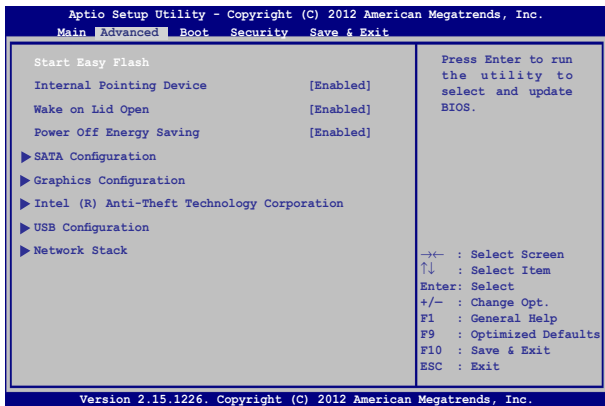 Aptio Setup Utility - Copyright (C) 2012 American Megatrends, Inc.
Main Advanced Boot Security Save & Exit
Start Easy Flash
Internal Pointing Device [Enabled]
Wake on Lid Open [Enabled]
Power Off Energy Saving [Enabled]
SATA Configuration
Graphics Configuration
Intel (R) Anti-Theft Technology Corporation
USB Configuration
Network Stack
Press Enter to run
the utility to
select and update
BIOS.
→← : Select Screen
↑↓ : Select Item
Enter: Select
+/— : Change Opt.
F1 : General Help
F9 : Optimized Defaults
F10 : Save & Exit
ESC : Exit
Version 2.15.1226. Copyright (C) 2012 American Megatrends, Inc.